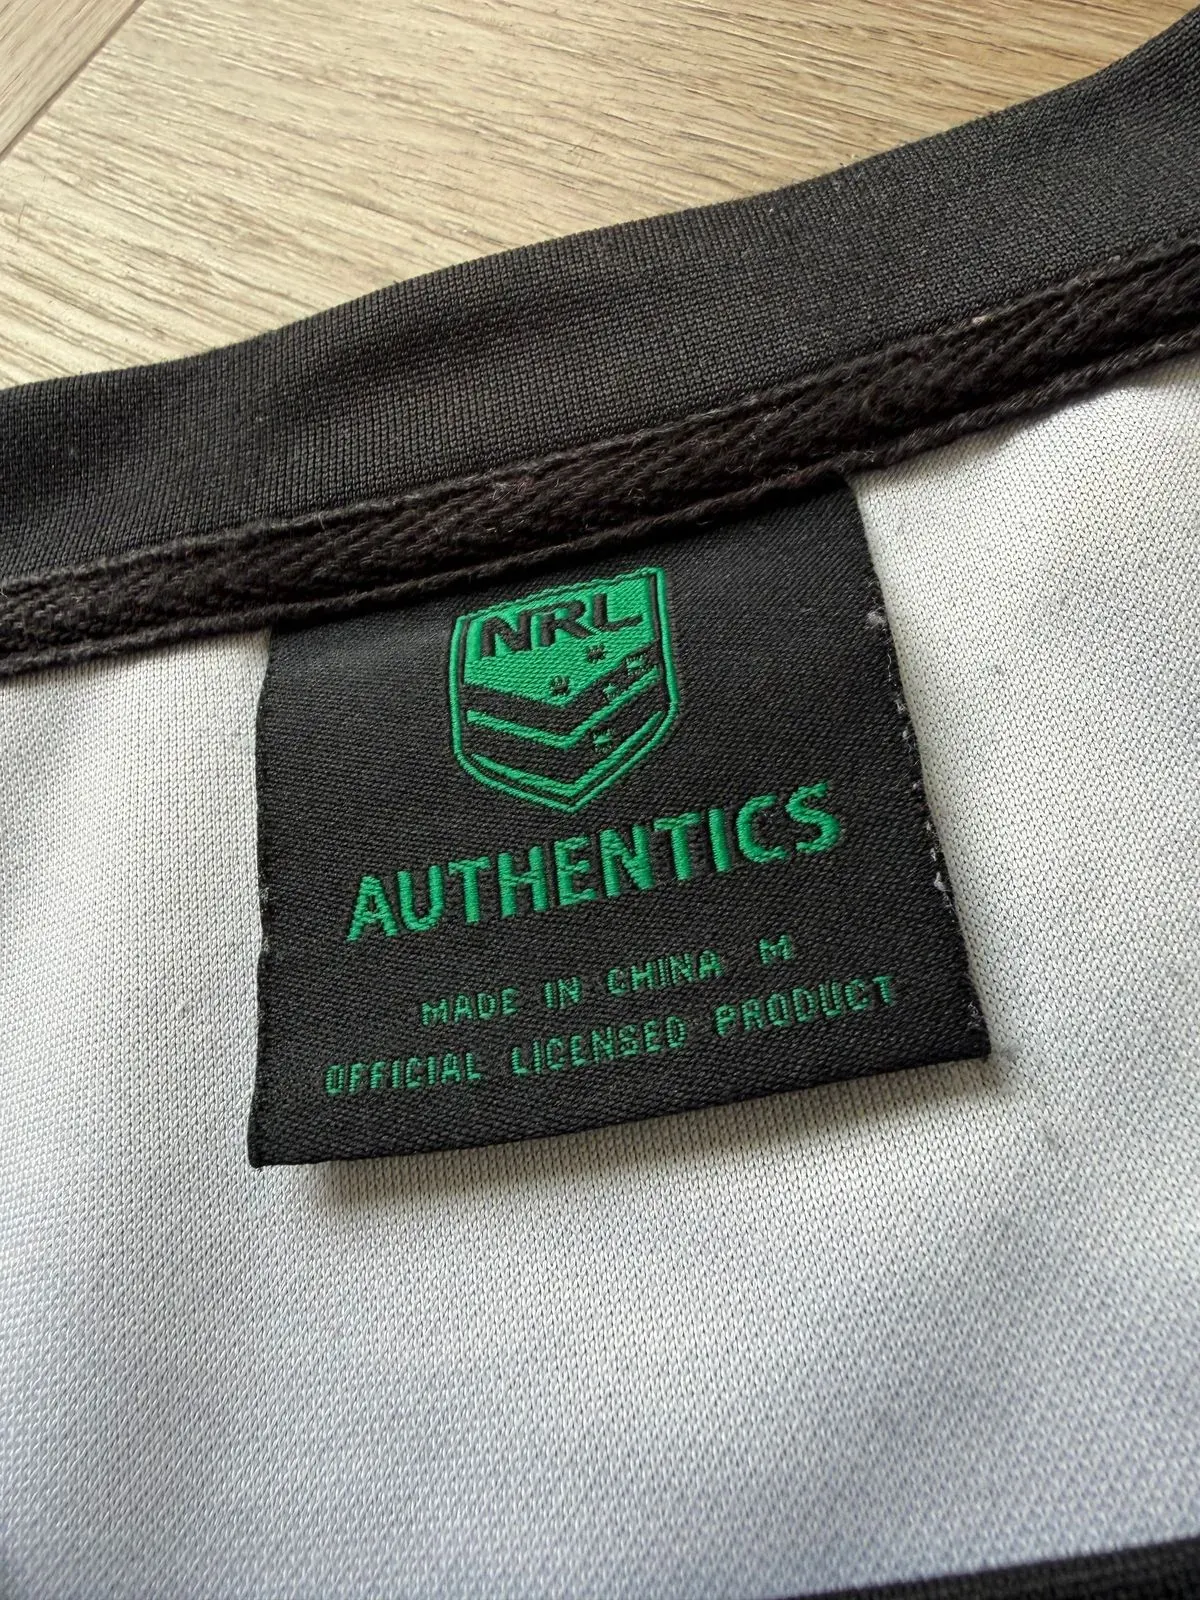 NRL
AUTHENTICS
MADE IN CHINA M
OFFICIAL LICENSED PRODUCT